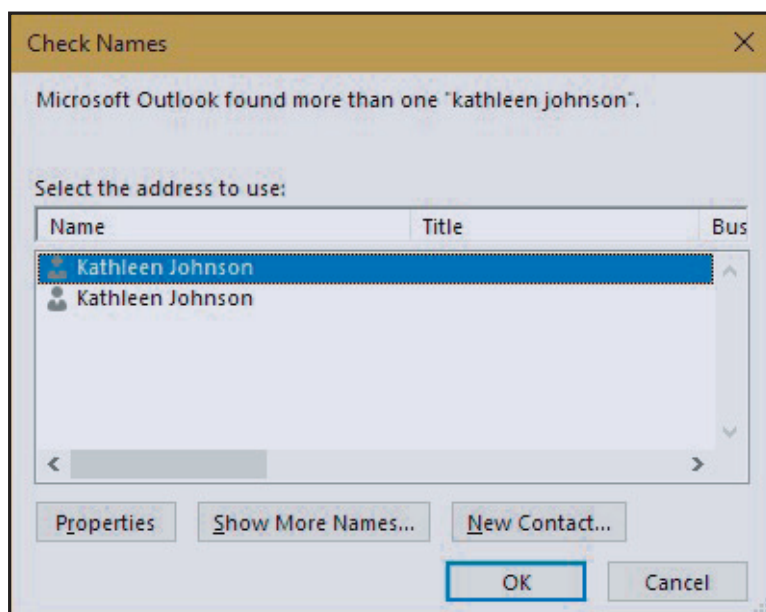 Check Names
Microsoft Outlook found more than one "kathleen johnson".
Select the address to use:
Name Title Bus
Kathleen Johnson
Kathleen Johnson
Properties Show More Names... New Contact...
OK Cancel